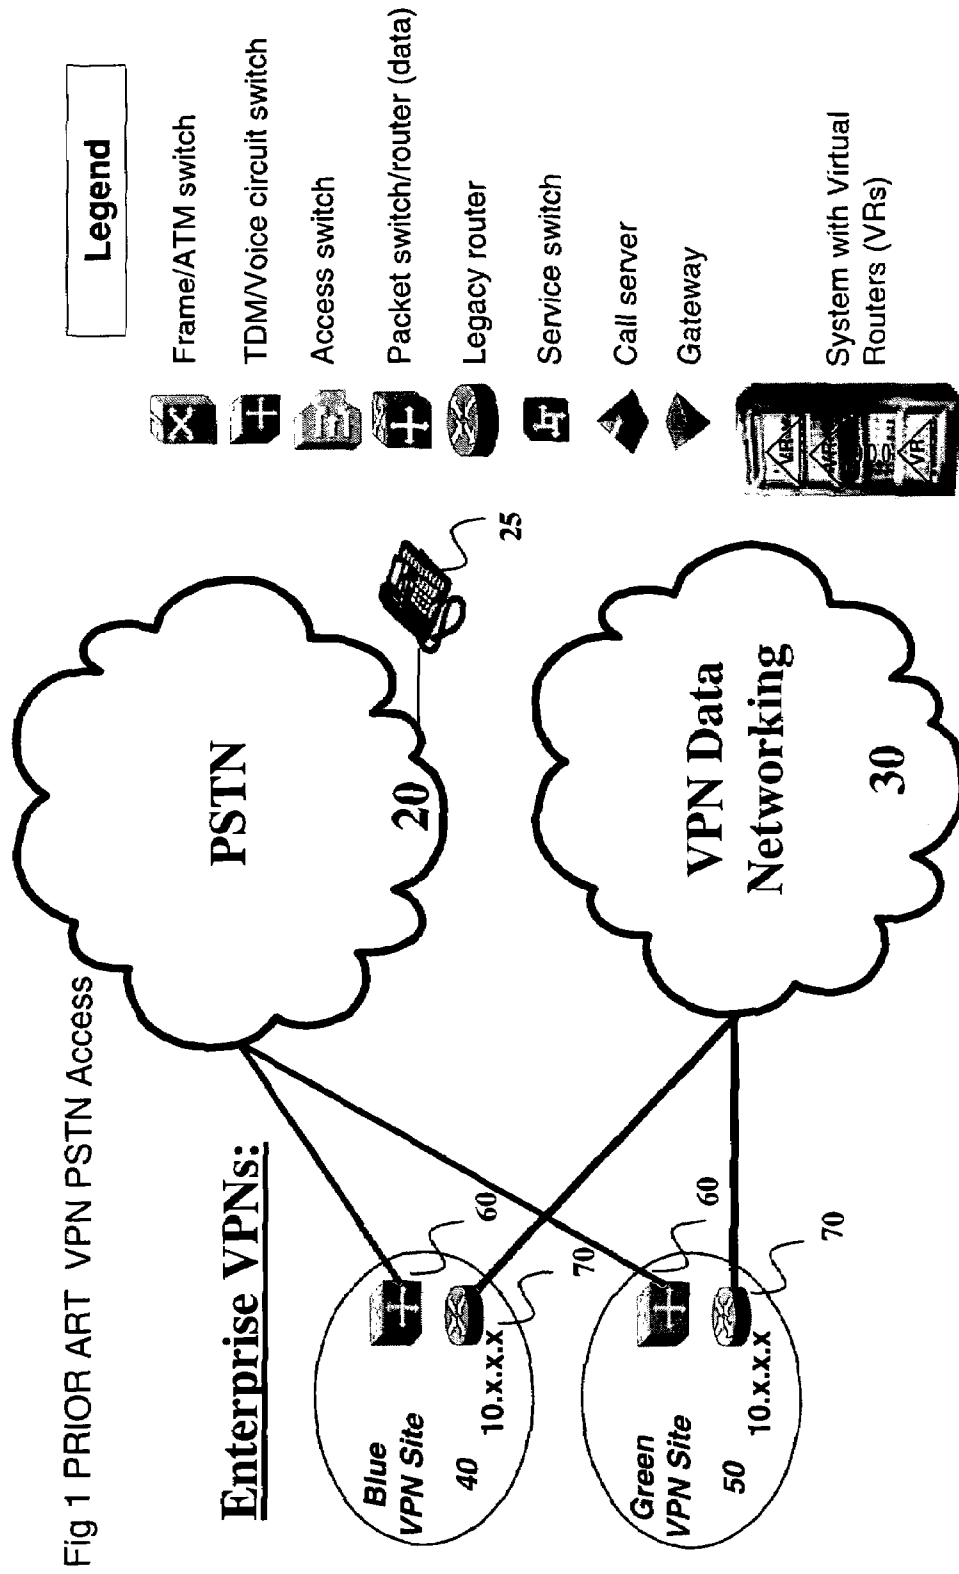 Fig 1 PRIOR ART VPN PSTN Access
Enterprise VPNs:
Blue
VPN Site
40
10.x.x.x
60
70
Green
VPN Site
50
10.x.x.x
60
70
PSTN
20
25
VPN Data
Networking
30
Legend
Frame/ATM switch
TDM/Voice circuit switch
Access switch
Packet switch/router (data)
Legacy router
Service switch
Call server
Gateway
VR
System with Virtual
Routers (VRs)